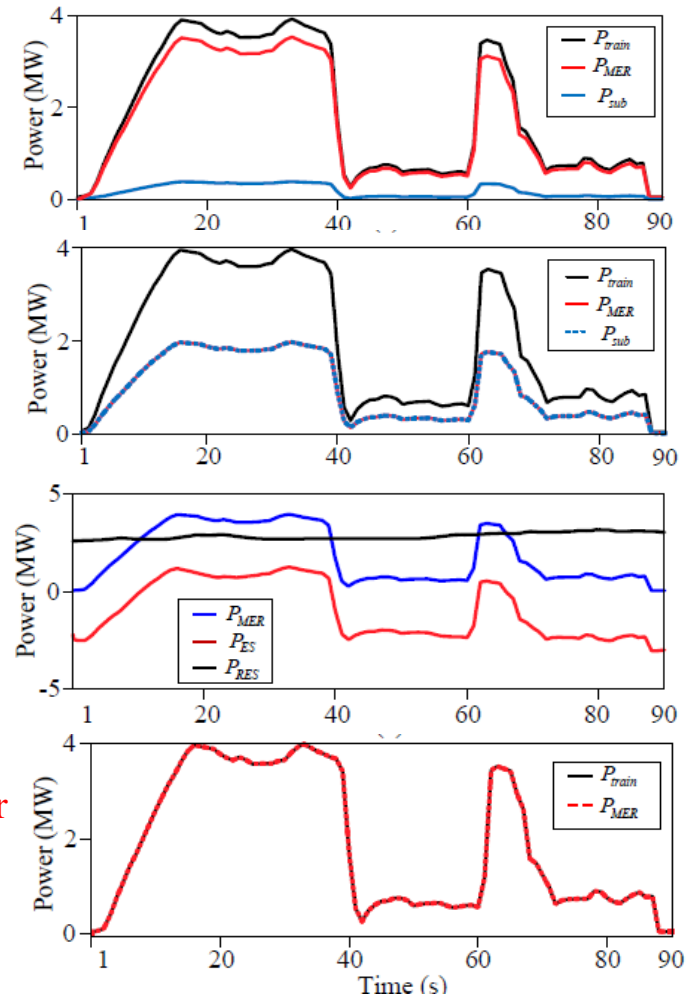 Power (MW)
4
2
0
P_train
P_MER
P_sub
1 20 40 60 80 90
Power (MW)
4
2
0
P_train
P_MER
P_sub
1 20 40 60 80 90
Power (MW)
5
0
-5
P_MER
P_ES
P_RES
1 20 40 60 80 90
r
Power (MW)
4
2
0
P_train
P_MER
1 20 40 60 80 90
Time (s)